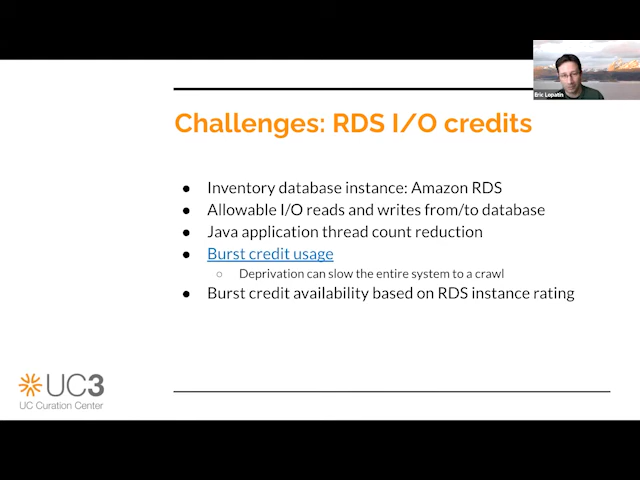 Eric Lopatin
Challenges: RDS I/O credits
● Inventory database instance: Amazon RDS
● Allowable I/O reads and writes from/to database
● Java application thread count reduction
● Burst credit usage
○ Deprivation can slow the entire system to a crawl
● Burst credit availability based on RDS instance rating
UC3
UC Curation Center